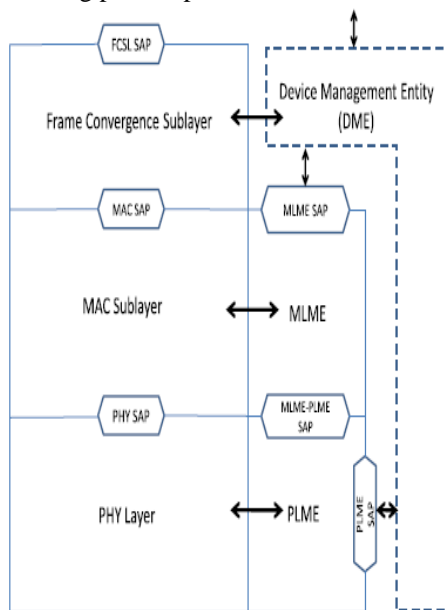 FCSL SAP
Device Management Entity
(DME)
Frame Convergence Sublayer
MAC SAP
MLME SAP
MAC Sublayer
MLME
PHY SAP
MLME-PLME
SAP
PHY Layer
PLME
PLME
SAP